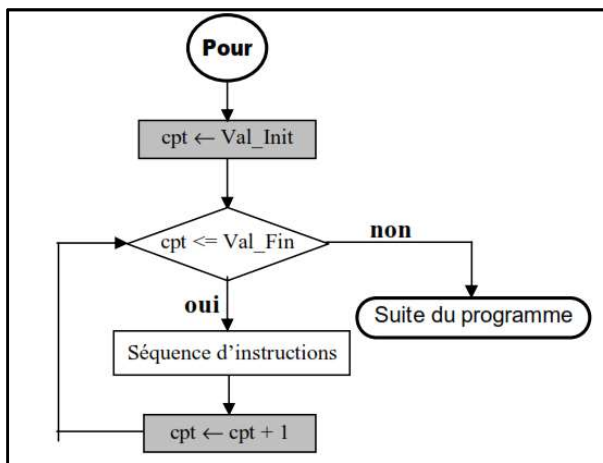 Pour
cpt ← Val_Init
cpt <= Val_Fin
non
oui
Suite du programme
Séquence d'instructions
cpt ← cpt + 1